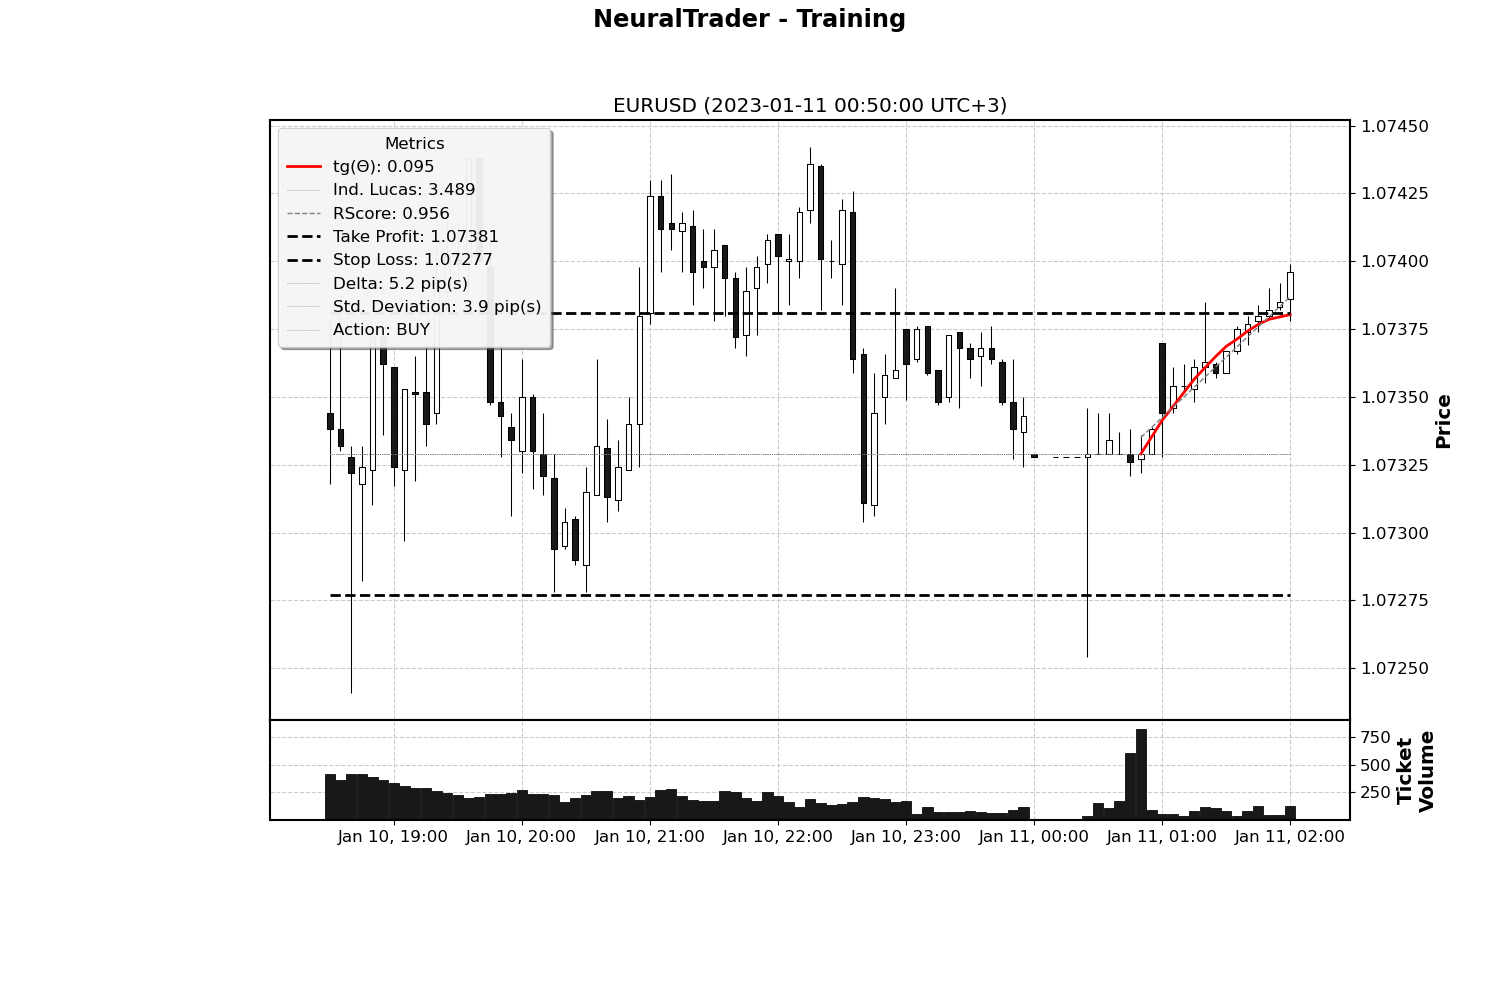 NeuralTrader - Training
EURUSD (2023-01-11 00:50:00 UTC+3)
Metrics
tg(Θ): 0.095
Ind. Lucas: 3.489
RScore: 0.956
Take Profit: 1.07381
Stop Loss: 1.07277
Delta: 5.2 pip(s)
Std. Deviation: 3.9 pip(s)
Action: BUY
1.07450
1.07425
1.07400
1.07375
1.07350
1.07325
1.07300
1.07275
1.07250
Price
750
500
250
Ticket
Volume
Jan 10, 19:00
Jan 10, 20:00
Jan 10, 21:00
Jan 10, 22:00
Jan 10, 23:00
Jan 11, 00:00
Jan 11, 01:00
Jan 11, 02:00